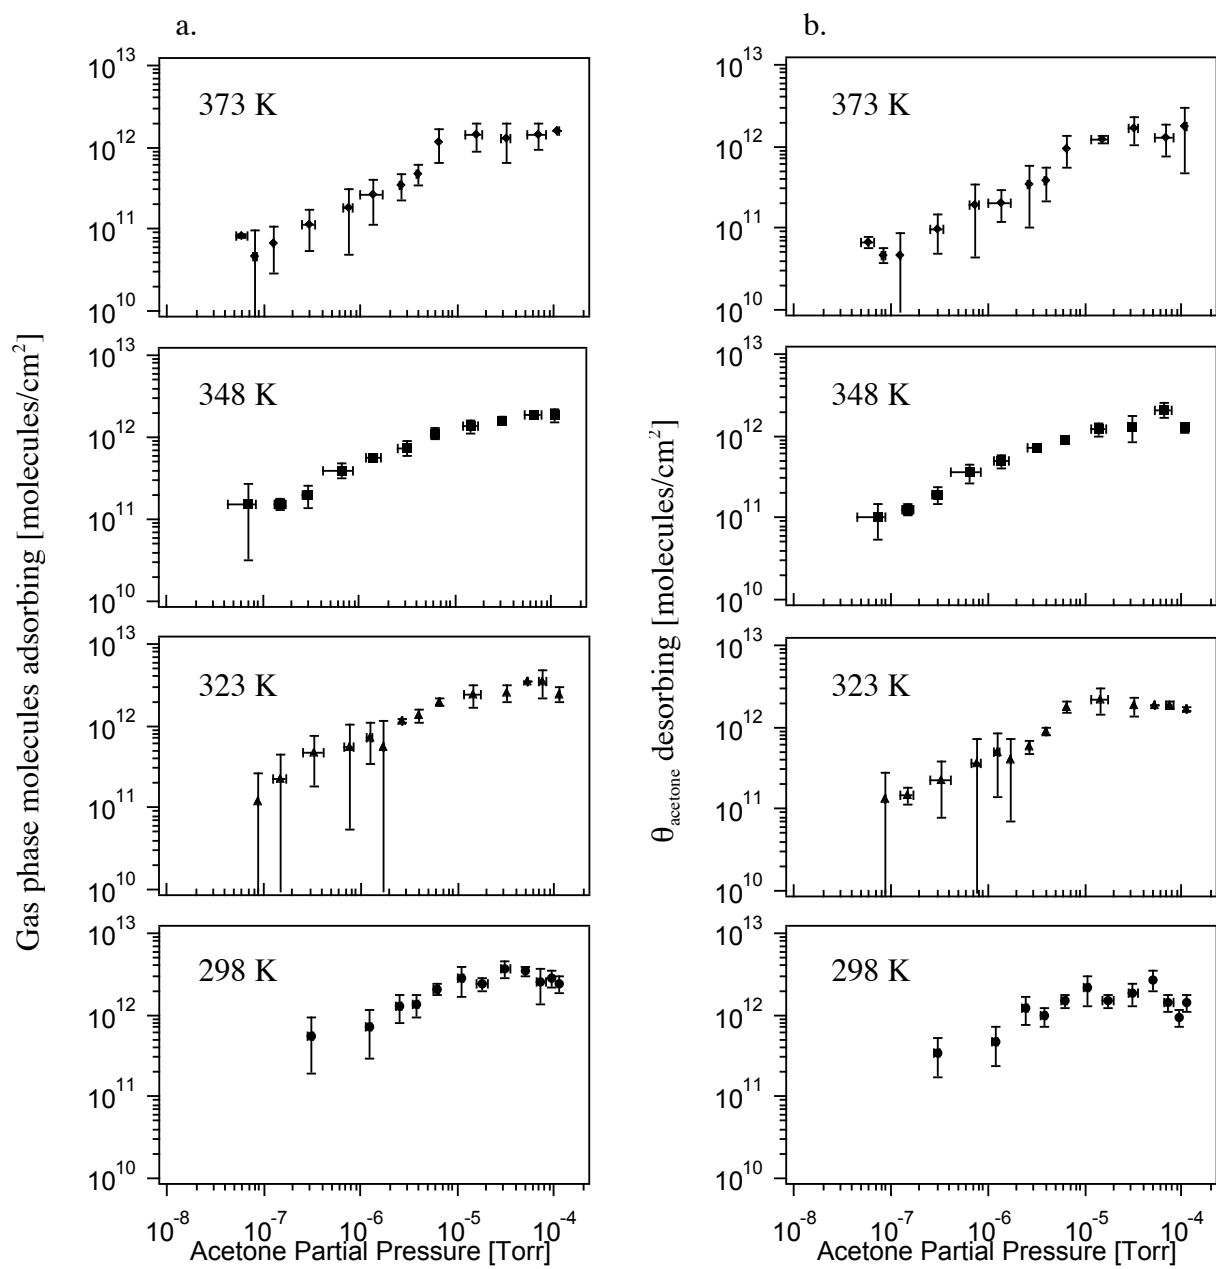 a.
b.
10^13
373 K
10^12
10^11
10^10
10^13
373 K
10^12
10^11
10^10
10^13
348 K
10^12
10^11
10^10
10^13
348 K
10^12
10^11
10^10
10^13
323 K
10^12
10^11
10^10
10^13
323 K
10^12
10^11
10^10
10^13
298 K
10^12
10^11
10^10
10^13
298 K
10^12
10^11
10^10
10^-8 10^-7 10^-6 10^-5 10^-4
10^-8 10^-7 10^-6 10^-5 10^-4
Acetone Partial Pressure [Torr]
Acetone Partial Pressure [Torr]
Gas phase molecules adsorbing [molecules/cm^2]
θ_acetone desorbing [molecules/cm^2]